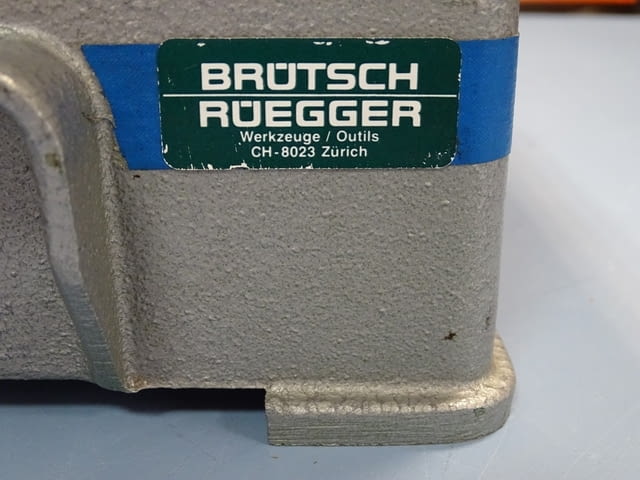 BRÜTSCH
RÜEGGER
Werkzeuge / Outils
CH-8023 Zürich